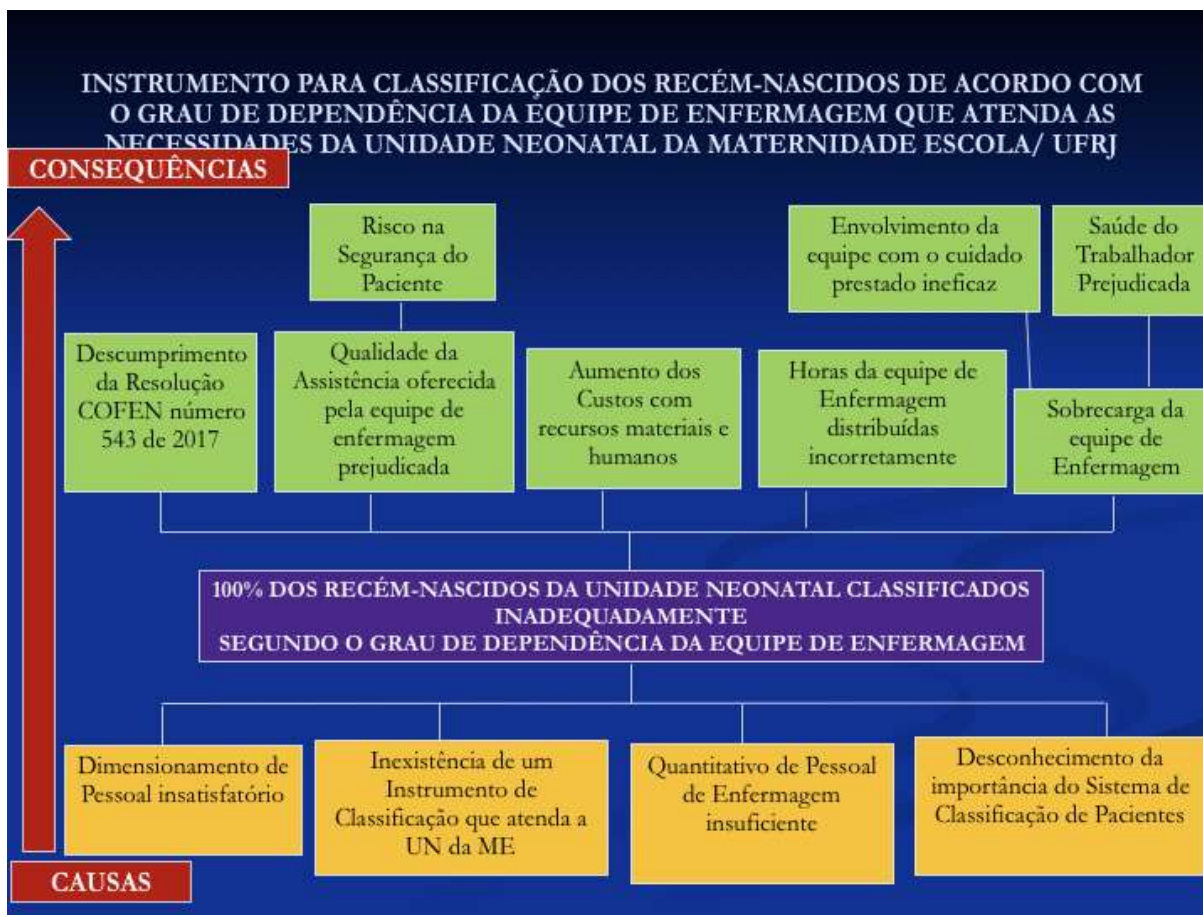 INSTRUMENTO PARA CLASSIFICAÇÃO DOS RECÉM-NASCIDOS DE ACORDO COM
O GRAU DE DEPENDÊNCIA DA EQUIPE DE ENFERMAGEM QUE ATENDA AS
NECESSIDADES DA UNIDADE NEONATAL DA MATERNIDADE ESCOLA/ UFRJ
CONSEQUÊNCIAS
Risco na
Segurança do
Paciente
Envolvimento da
equipe com o cuidado
prestado ineficaz
Saúde do
Trabalhador
Prejudicada
Descumprimento
da Resolução
COFEN número
543 de 2017
Qualidade da
Assistência oferecida
pela equipe de
enfermagem
prejudicada
Aumento dos
Custos com
recursos materiais e
humanos
Horas da equipe de
Enfermagem
distribuídas
incorretamente
Sobrecarga da
equipe de
Enfermagem
100% DOS RECÉM-NASCIDOS DA UNIDADE NEONATAL CLASSIFICADOS
INADEQUADAMENTE
SEGUNDO O GRAU DE DEPENDÊNCIA DA EQUIPE DE ENFERMAGEM
Dimensionamento de
Pessoal insatisfatório
Inexistência de um
Instrumento de
Classificação que atenda a
UN da ME
Quantitativo de Pessoal
de Enfermagem
insuficiente
Desconhecimento da
importância do Sistema de
Classificação de Pacientes
CAUSAS